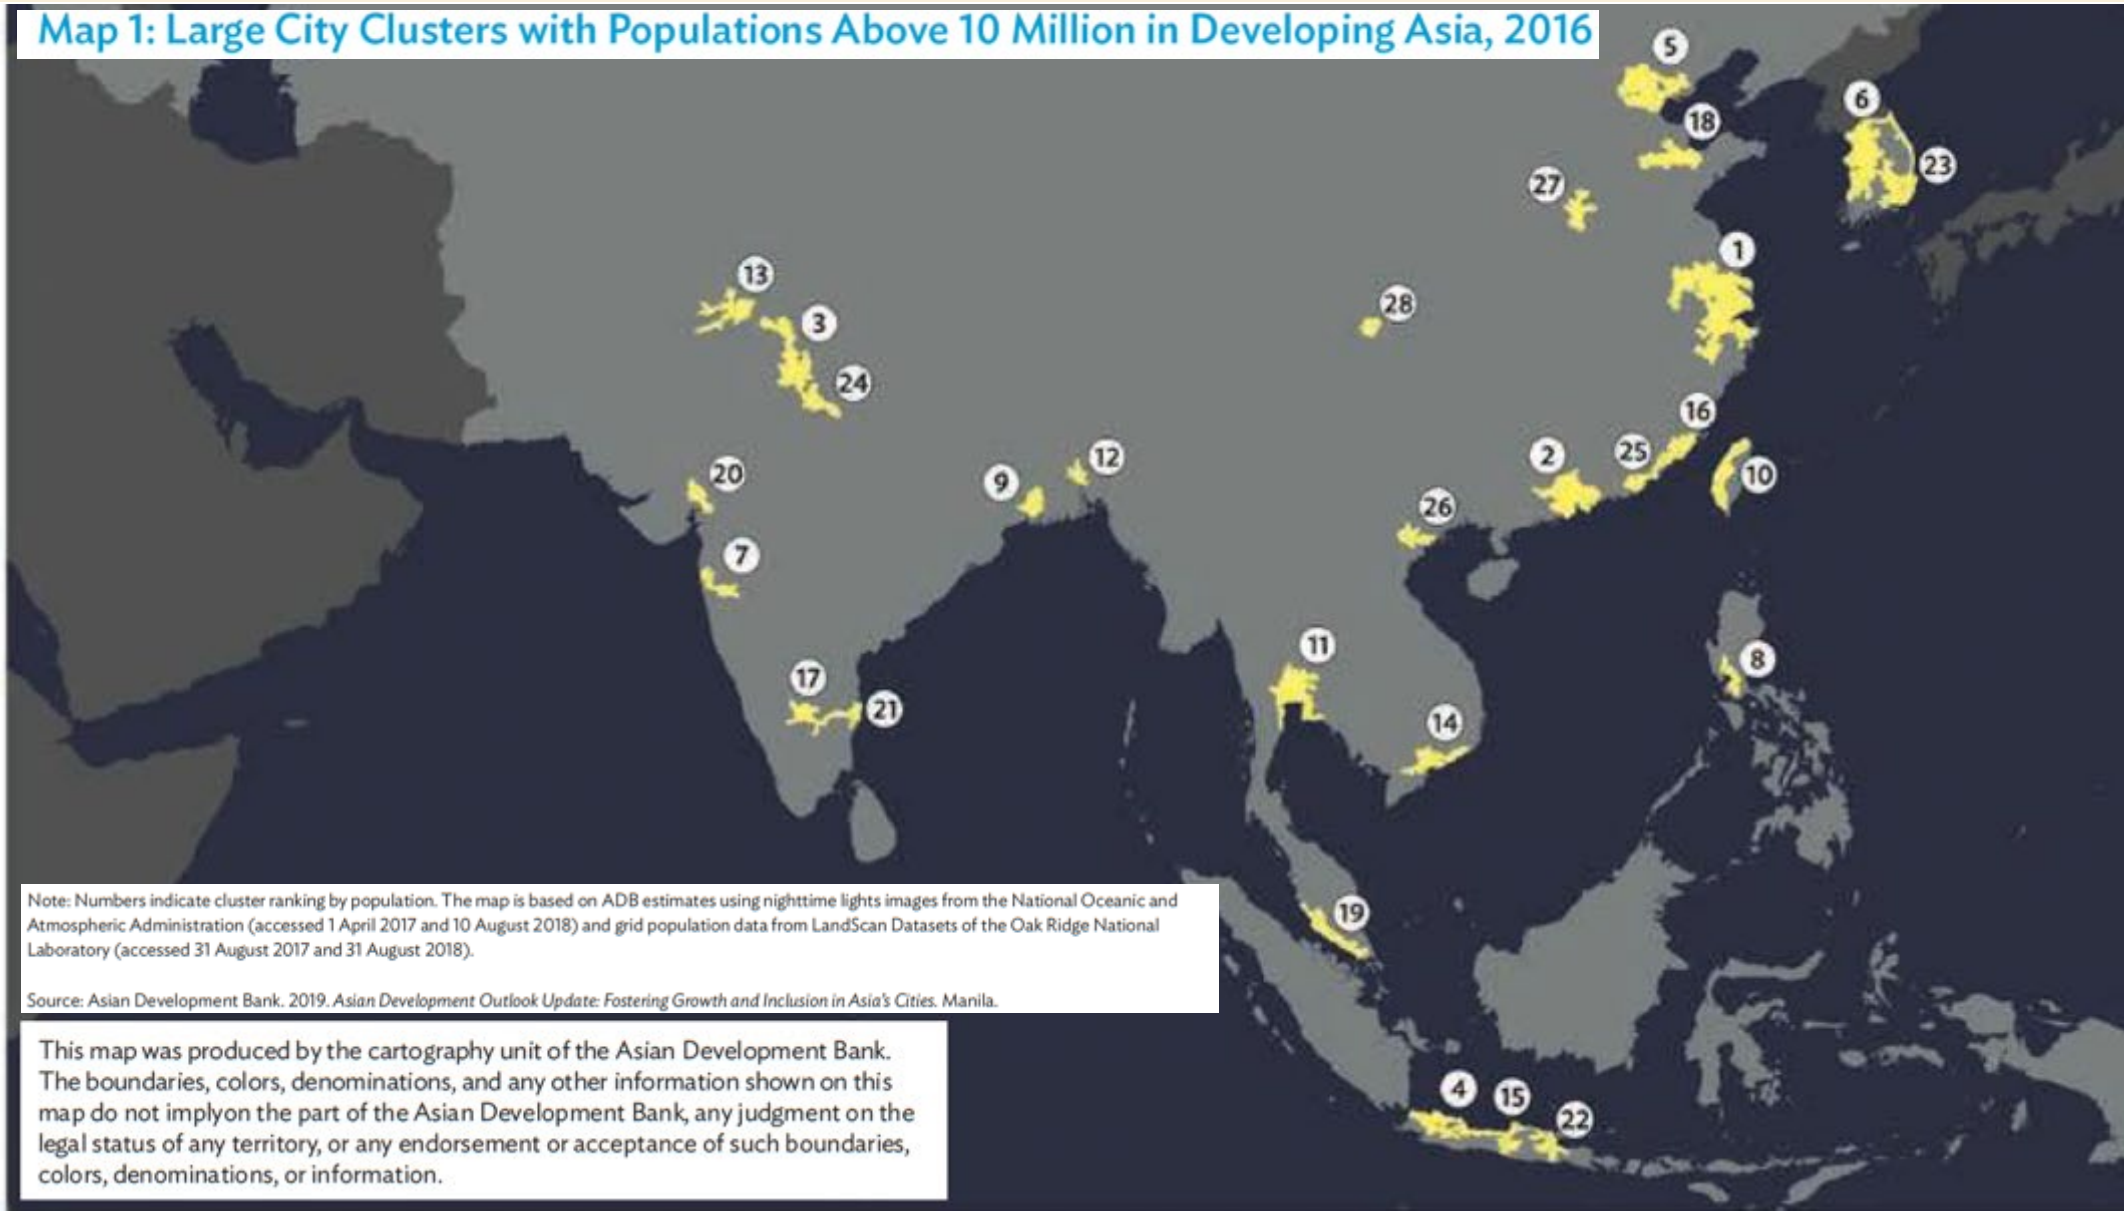 Map 1: Large City Clusters with Populations Above 10 Million in Developing Asia, 2016
5
6
18
23
27
1
13
28
3
24
16
20
12
2
25
10
9
26
7
11
8
17
21
14
19
Note: Numbers indicate cluster ranking by population. The map is based on ADB estimates using nighttime lights images from the National Oceanic and
Atmospheric Administration (accessed 1 April 2017 and 10 August 2018) and grid population data from LandScan Datasets of the Oak Ridge National
Laboratory (accessed 31 August 2017 and 31 August 2018).
Source: Asian Development Bank. 2019. Asian Development Outlook Update: Fostering Growth and Inclusion in Asia's Cities. Manila.
This map was produced by the cartography unit of the Asian Development Bank.
The boundaries, colors, denominations, and any other information shown on this
map do not implyon the part of the Asian Development Bank, any judgment on the
legal status of any territory, or any endorsement or acceptance of such boundaries,
colors, denominations, or information.
4
15
22